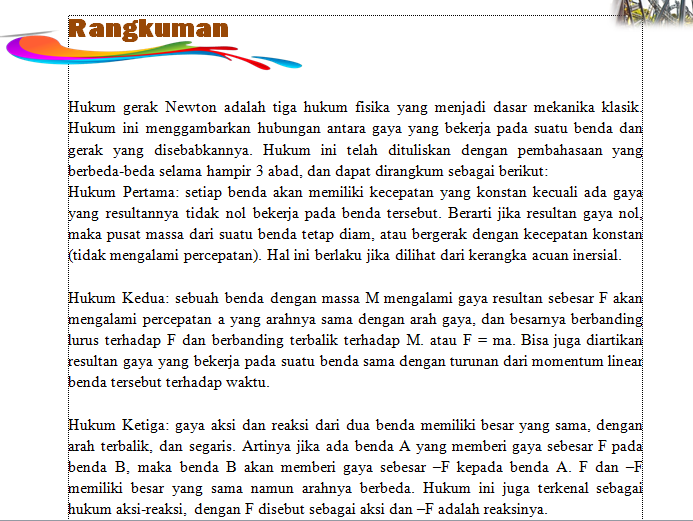 Rangkuman
Hukum gerak Newton adalah tiga hukum fisika yang menjadi dasar mekanika klasik.
Hukum ini menggambarkan hubungan antara gaya yang bekerja pada suatu benda dan
gerak yang disebabkannya. Hukum ini telah dituliskan dengan pembahasaan yang
berbeda-beda selama hampir 3 abad, dan dapat dirangkum sebagai berikut:
Hukum Pertama: setiap benda akan memiliki kecepatan yang konstan kecuali ada gaya
yang resultannya tidak nol bekerja pada benda tersebut. Berarti jika resultan gaya nol,
maka pusat massa dari suatu benda tetap diam, atau bergerak dengan kecepatan konstan
(tidak mengalami percepatan). Hal ini berlaku jika dilihat dari kerangka acuan inersial.
Hukum Kedua: sebuah benda dengan massa M mengalami gaya resultan sebesar F akan
mengalami percepatan a yang arahnya sama dengan arah gaya, dan besarnya berbanding
lurus terhadap F dan berbanding terbalik terhadap M. atau F = ma. Bisa juga diartikan
resultan gaya yang bekerja pada suatu benda sama dengan turunan dari momentum linear
benda tersebut terhadap waktu.
Hukum Ketiga: gaya aksi dan reaksi dari dua benda memiliki besar yang sama, dengan
arah terbalik, dan segaris. Artinya jika ada benda A yang memberi gaya sebesar F pada
benda B, maka benda B akan memberi gaya sebesar –F kepada benda A. F dan –F
memiliki besar yang sama namun arahnya berbeda. Hukum ini juga terkenal sebagai
hukum aksi-reaksi, dengan F disebut sebagai aksi dan –F adalah reaksinya.